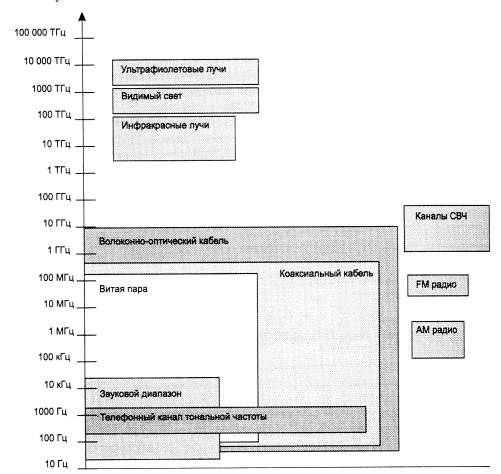 100 000 ТГц
10 000 ТГц
Ультрафиолетовые лучи
1000 ТГц
Видимый свет
100 ТГц
Инфракрасные лучи
10 ТГц
1 ТГц
100 ГГц
Каналы СВЧ
10 ГГц
Волоконно-оптический кабель
1 ГГц
Коаксиальный кабель
100 МГц
Витая пара
FM радио
10 МГц
1 МГц
AM радио
100 кГц
10 кГц
Звуковой диапазон
1000 Гц
Телефонный канал тональной частоты
100 Гц
10 Гц